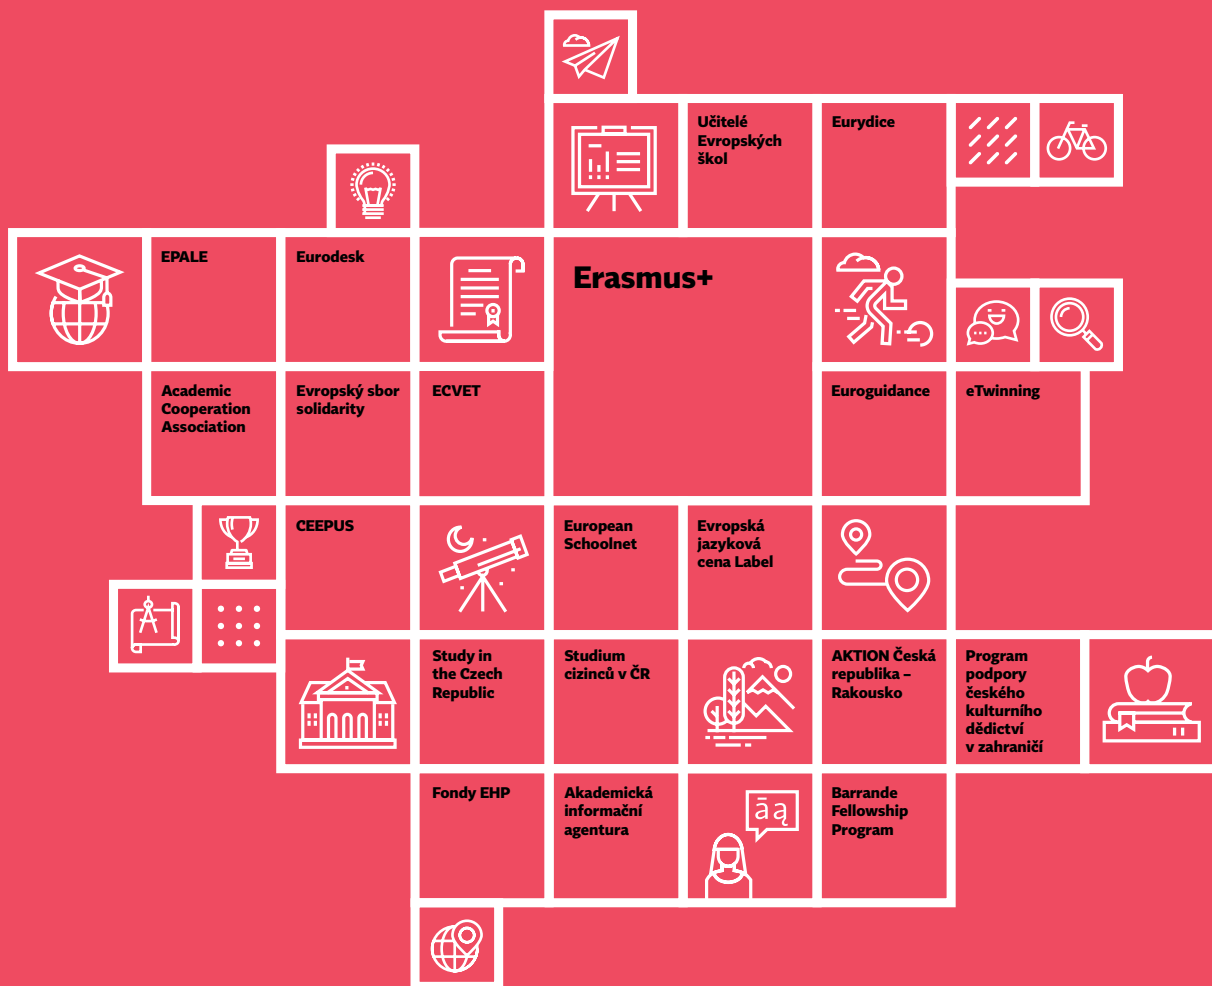 Učitelé
Evropských
škol
Eurydice
EPALE
Eurodesk
Erasmus+
Academic
Cooperation
Association
Evropský sbor
solidarity
ECVET
Euroguidance
eTwinning
CEEPUS
European
Schoolnet
Evropská
jazyková
cena Label
Study in
the Czech
Republic
Studium
cizinců v ČR
AKTION Česká
republika –
Rakousko
Program
podpory
českého
kulturního
dědictví
v zahraničí
Fondy EHP
Akademická
informační
agentura
āą
Barrande
Fellowship
Program